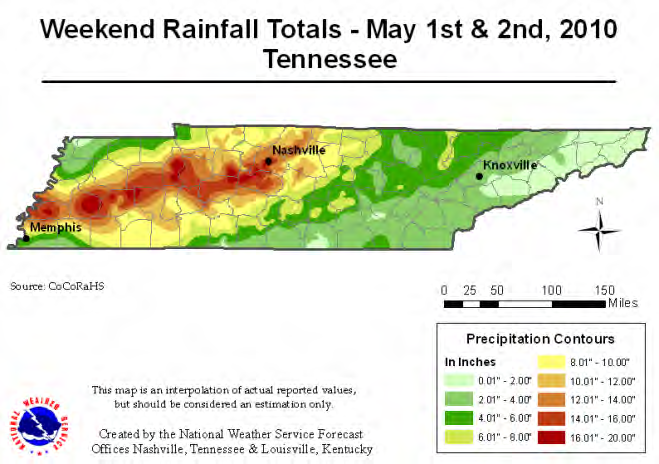 Weekend Rainfall Totals - May 1st & 2nd, 2010
Tennessee
Nashville
Knoxville
Memphis
N
Source: CoCoRaHS
0 25 50 100 150
Miles
Precipitation Contours
In Inches
0.01" - 2.00"
2.01" - 4.00"
4.01" - 6.00"
6.01" - 8.00"
8.01" - 10.00"
10.01" - 12.00"
12.01" - 14.00"
14.01" - 16.00"
16.01" - 20.00"
NATIONAL WEATHER SERVICE
This map is an interpolation of actual reported values,
but should be considered an estimation only.
Created by the National Weather Service Forecast
Offices Nashville, Tennessee & Louisville, Kentucky